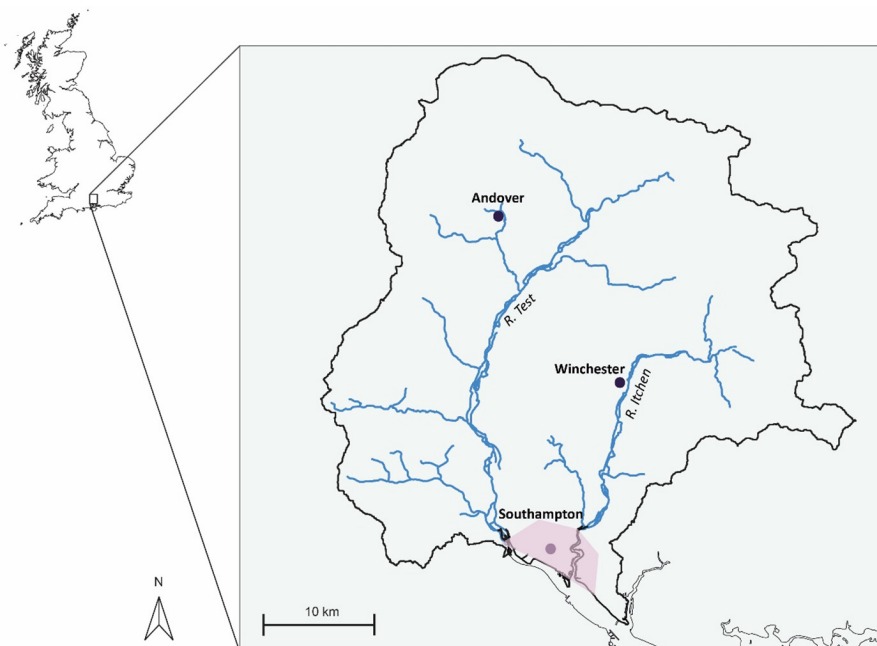 Andover
R. Test
Winchester
R. Itchen
Southampton
N
10 km